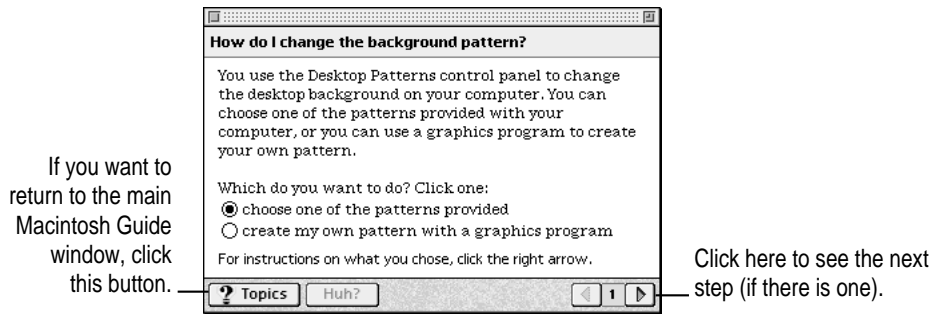 How do I change the background pattern?
You use the Desktop Patterns control panel to change
the desktop background on your computer. You can
choose one of the patterns provided with your
computer, or you can use a graphics program to create
your own pattern.
Which do you want to do? Click one:
choose one of the patterns provided
create my own pattern with a graphics program
For instructions on what you chose, click the right arrow.
? Topics
Huh?
1
If you want to
return to the main
Macintosh Guide
window, click
this button.
Click here to see the next
step (if there is one).